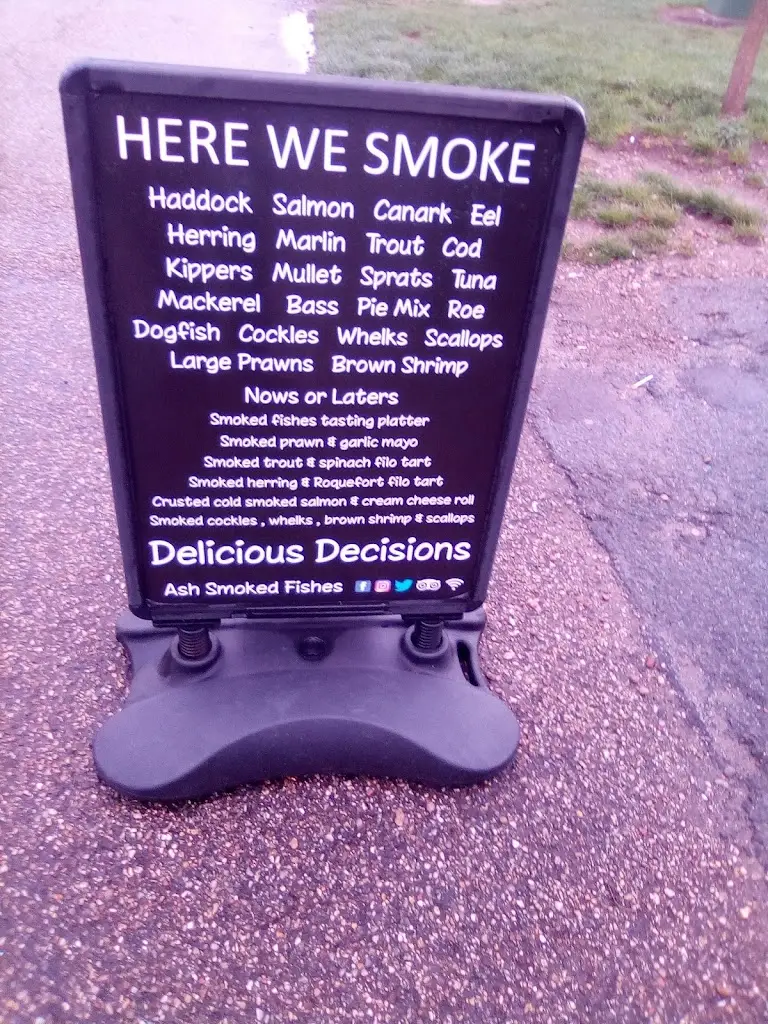 HERE WE SMOKE
Haddock Salmon Canark Eel
Herring Marlin Trout Cod
Kippers Mullet Sprats Tuna
Mackerel Bass Pie Mix Roe
Dogfish Cockles Whelks Scallops
Large Prawns Brown Shrimp
Nows or Laters
Smoked fishes tasting platter
Smoked prawn & garlic mayo
Smoked trout & spinach filo tart
Smoked herring & Roquefort filo tart
Crusted cold smoked salmon & cream cheese roll
Smoked cockles , whelks , brown shrimp & scallops
Delicious Decisions
Ash Smoked Fishes